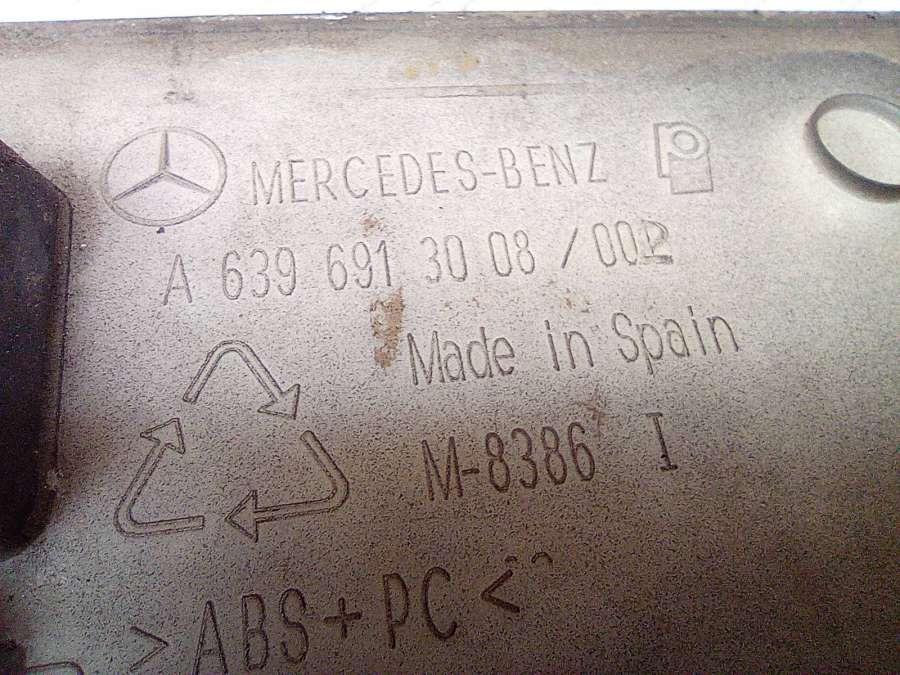 MERCEDES-BENZ
A 639 691 30 08 /002
Made in Spain
M-8386 I
>ABS+PC<